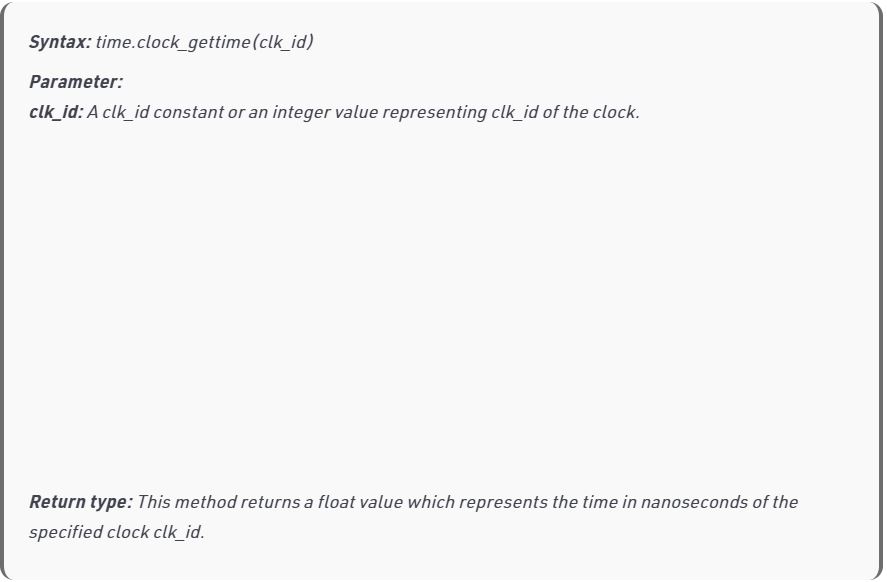 Syntax: time.clock_gettime(clk_id)
Parameter:
clk_id: A clk_id constant or an integer value representing clk_id of the clock.
Return type: This method returns a float value which represents the time in nanoseconds of the
specified clock clk_id.